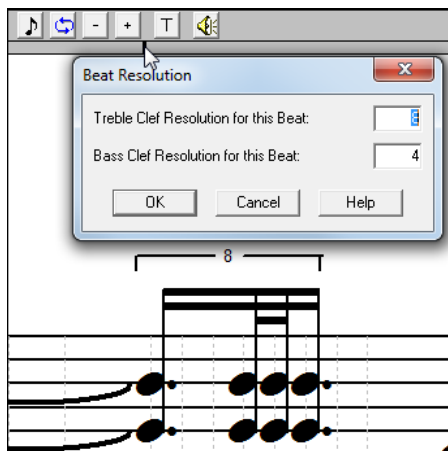 - + T
Beat Resolution
Treble Clef Resolution for this Beat: 8
Bass Clef Resolution for this Beat: 4
OK Cancel Help
8